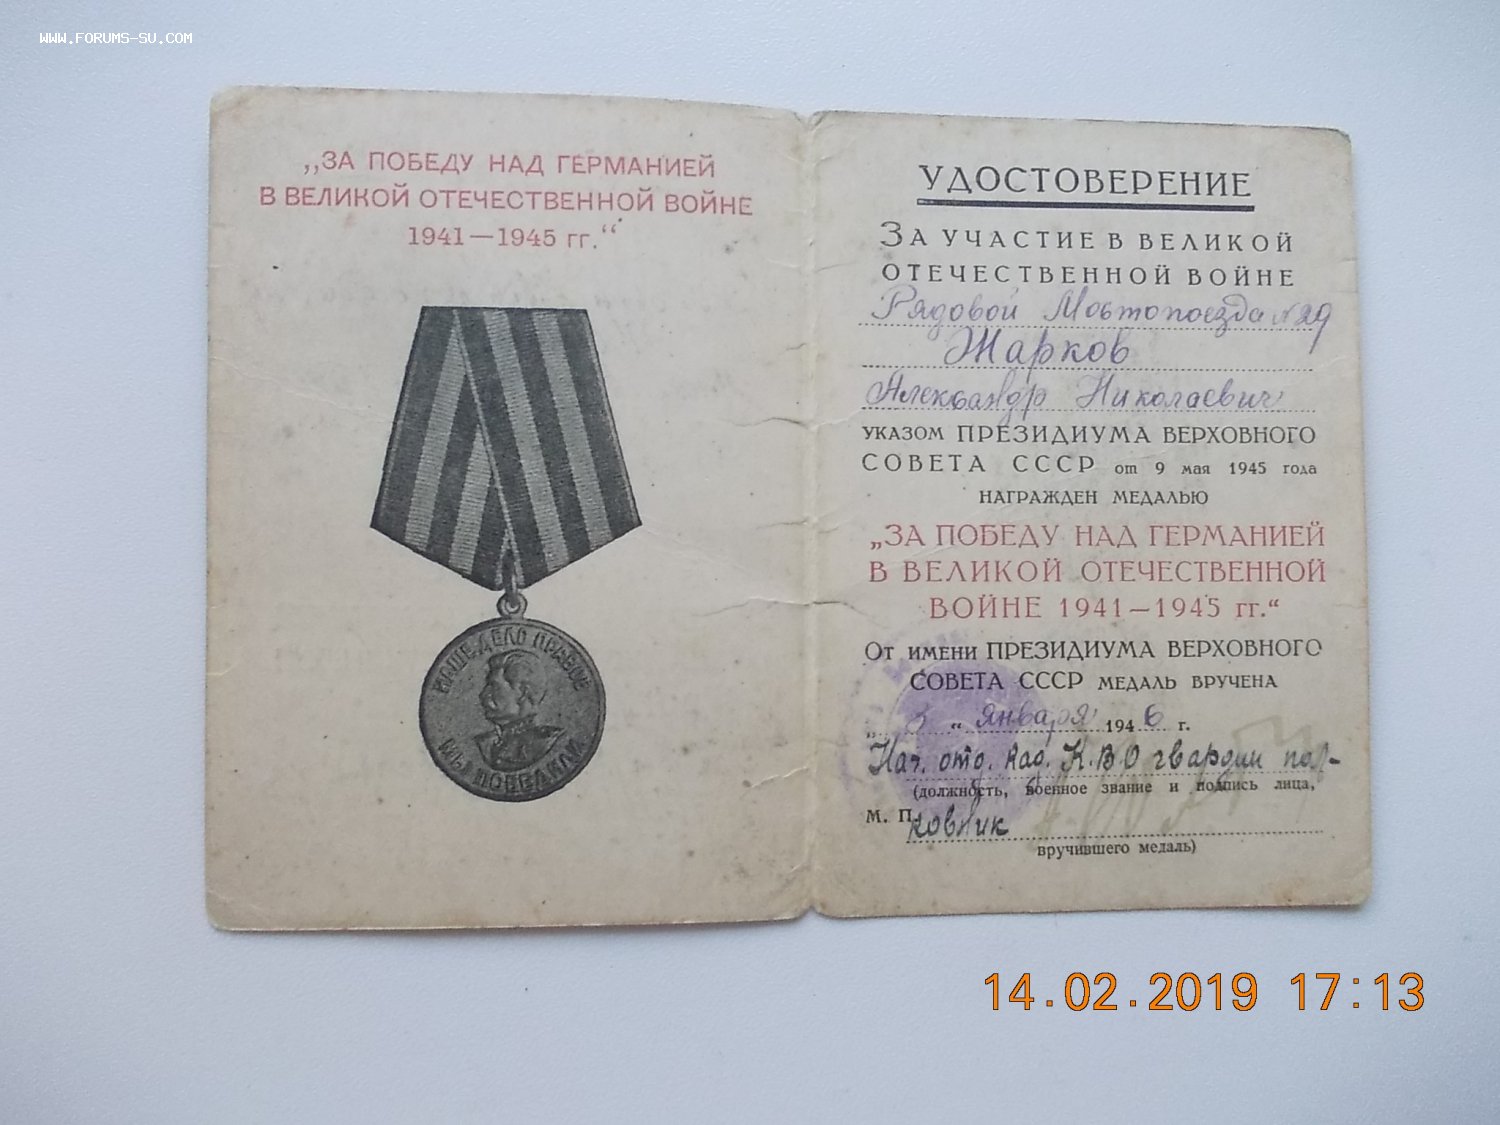 WWW.FORUMS-SU.COM
„ЗА ПОБЕДУ НАД ГЕРМАНИЕЙ
В ВЕЛИКОЙ ОТЕЧЕСТВЕННОЙ ВОЙНЕ
1941—1945 гг.“
НАШЕ ДЕЛО ПРАВОЕ
МЫ ПОБЕДИЛИ
УДОСТОВЕРЕНИЕ
ЗА УЧАСТИЕ В ВЕЛИКОЙ
ОТЕЧЕСТВЕННОЙ ВОЙНЕ
Рядовой Мостопоезда № 29
Жарков
Александр Николаевич
УКАЗОМ ПРЕЗИДИУМА ВЕРХОВНОГО
СОВЕТА СССР от 9 мая 1945 года
НАГРАЖДЕН МЕДАЛЬЮ
„ЗА ПОБЕДУ НАД ГЕРМАНИЕЙ
В ВЕЛИКОЙ ОТЕЧЕСТВЕННОЙ
ВОЙНЕ 1941—1945 гг.“
ОТ ИМЕНИ ПРЕЗИДИУМА ВЕРХОВНОГО
СОВЕТА СССР МЕДАЛЬ ВРУЧЕНА
„3“ января 1946 г.
Нач. отд. Кад. К.В.О гвардии пол-
(должность, военное звание и подпись лица,
М. П. ковник
вручившего медаль)
14.02.2019 17:13